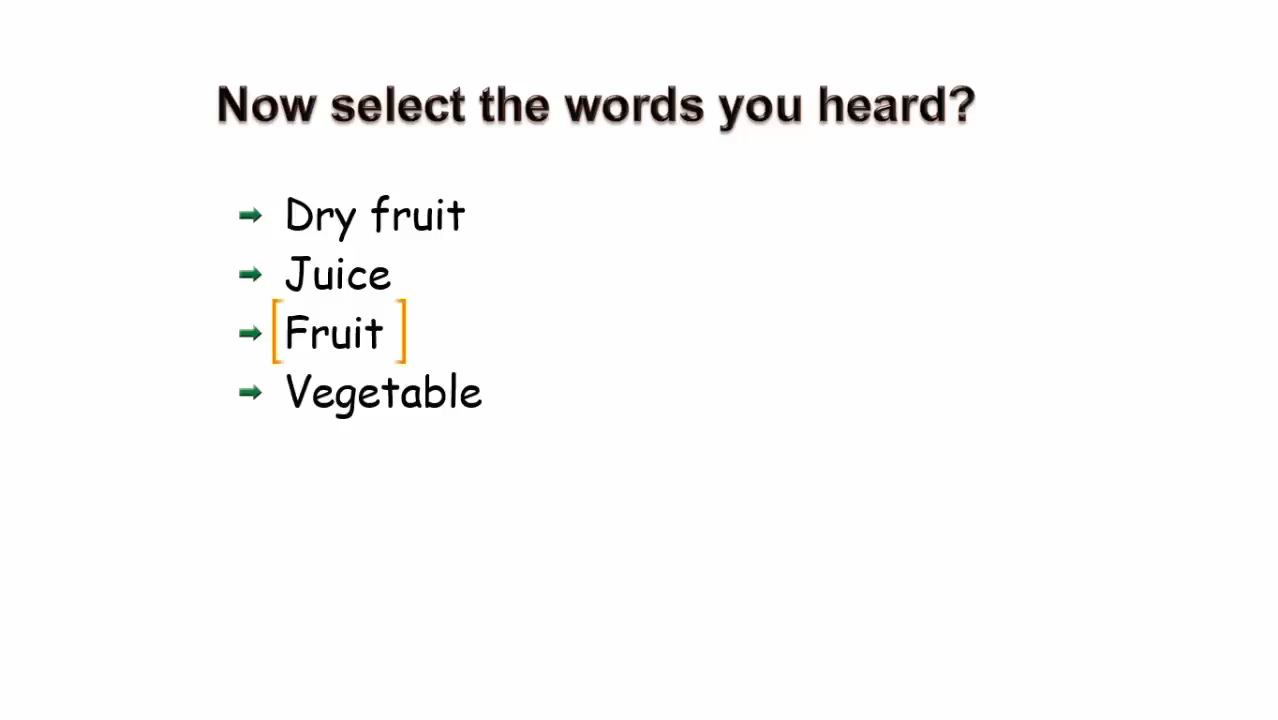 Now select the words you heard?
Dry fruit
Juice
Fruit
Vegetable